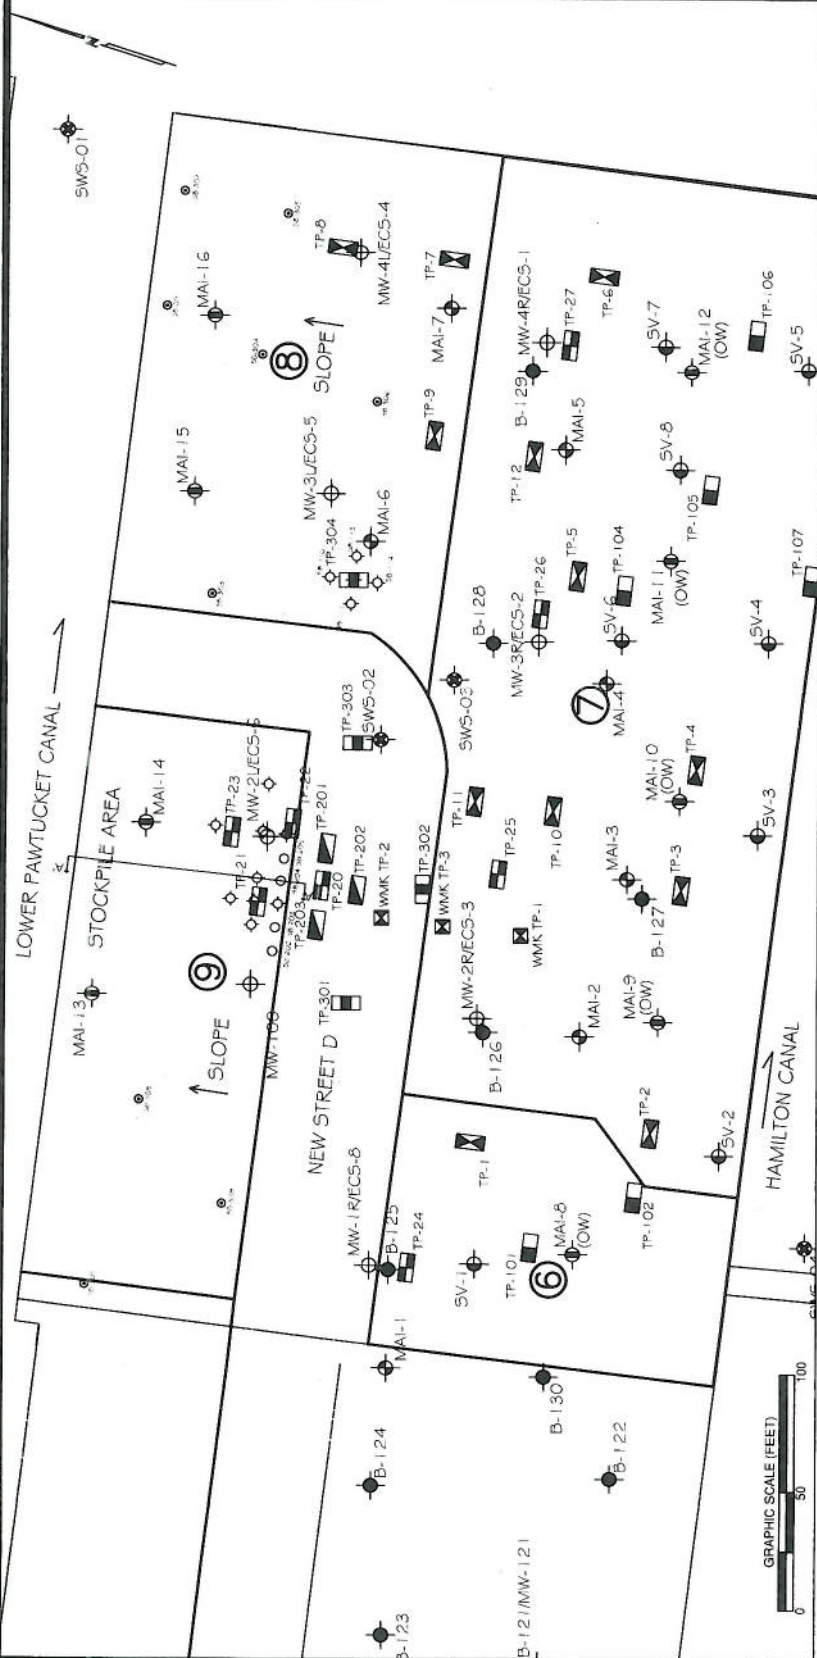 N
SWS-01
MAI-16
TP-8
MW-4L/ECS-4
TP-7
MAI-7
8
SLOPE
TP-9
MAI-15
MW-3L/ECS-5
TP-304
MAI-6
MW-4R/ECS-1
TP-27
TP-6
B-129
SV-7
MAI-12
(OW)
TP-106
SV-5
MAI-5
TP-12
SV-8
TP-105
TP-5
TP-104
MAI-11
(OW)
TP-107
TP-26
B-128
MW-3R/ECS-2
SV-6
SV-4
SWS-03
7
MAI-4
LOWER PAWTUCKET CANAL
STOCKPILE AREA
MAI-14
TP-303
SWS-02
MW-2L/ECS-6
TP-23
TP-22
TP-21
TP-201
TP-202
TP-20
TP-203
WMK TP-2
TP-302
WMK TP-3
TP-11
TP-10
TP-25
WMK TP-1
MAI-10
(OW)
TP-4
SV-3
MAI-3
TP-3
B-127
MAI-13
9
SLOPE
MW-100
TP-301
NEW STREET D
MW-2R/ECS-3
B-126
MAI-2
MAI-9
(OW)
TP-2
SV-2
HAMILTON CANAL
TP-1
MW-1R/ECS-8
B-125
TP-24
SV-1
TP-101
6
MAI-8
(OW)
TP-102
MAI-1
B-130
B-124
B-122
B-123
B-121/MW-121
GRAPHIC SCALE (FEET)
0
50
100